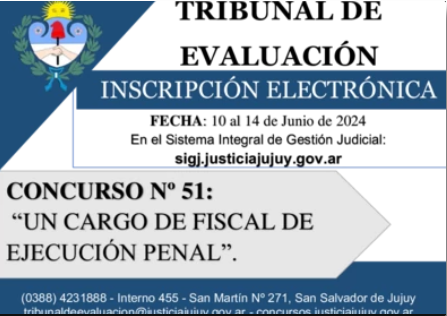 TRIBUNAL DE
EVALUACIÓN
INSCRIPCIÓN ELECTRÓNICA
FECHA: 10 al 14 de Junio de 2024
En el Sistema Integral de Gestión Judicial:
sigj.justiciajujuy.gov.ar
CONCURSO Nº 51:
“UN CARGO DE FISCAL DE
EJECUCIÓN PENAL”.
(0388) 4231888 - Interno 455 - San Martín Nº 271, San Salvador de Jujuy
tribunaldeevaluacion@justiciajujuy.gov.ar - concursos.justiciajujuy.gov.ar